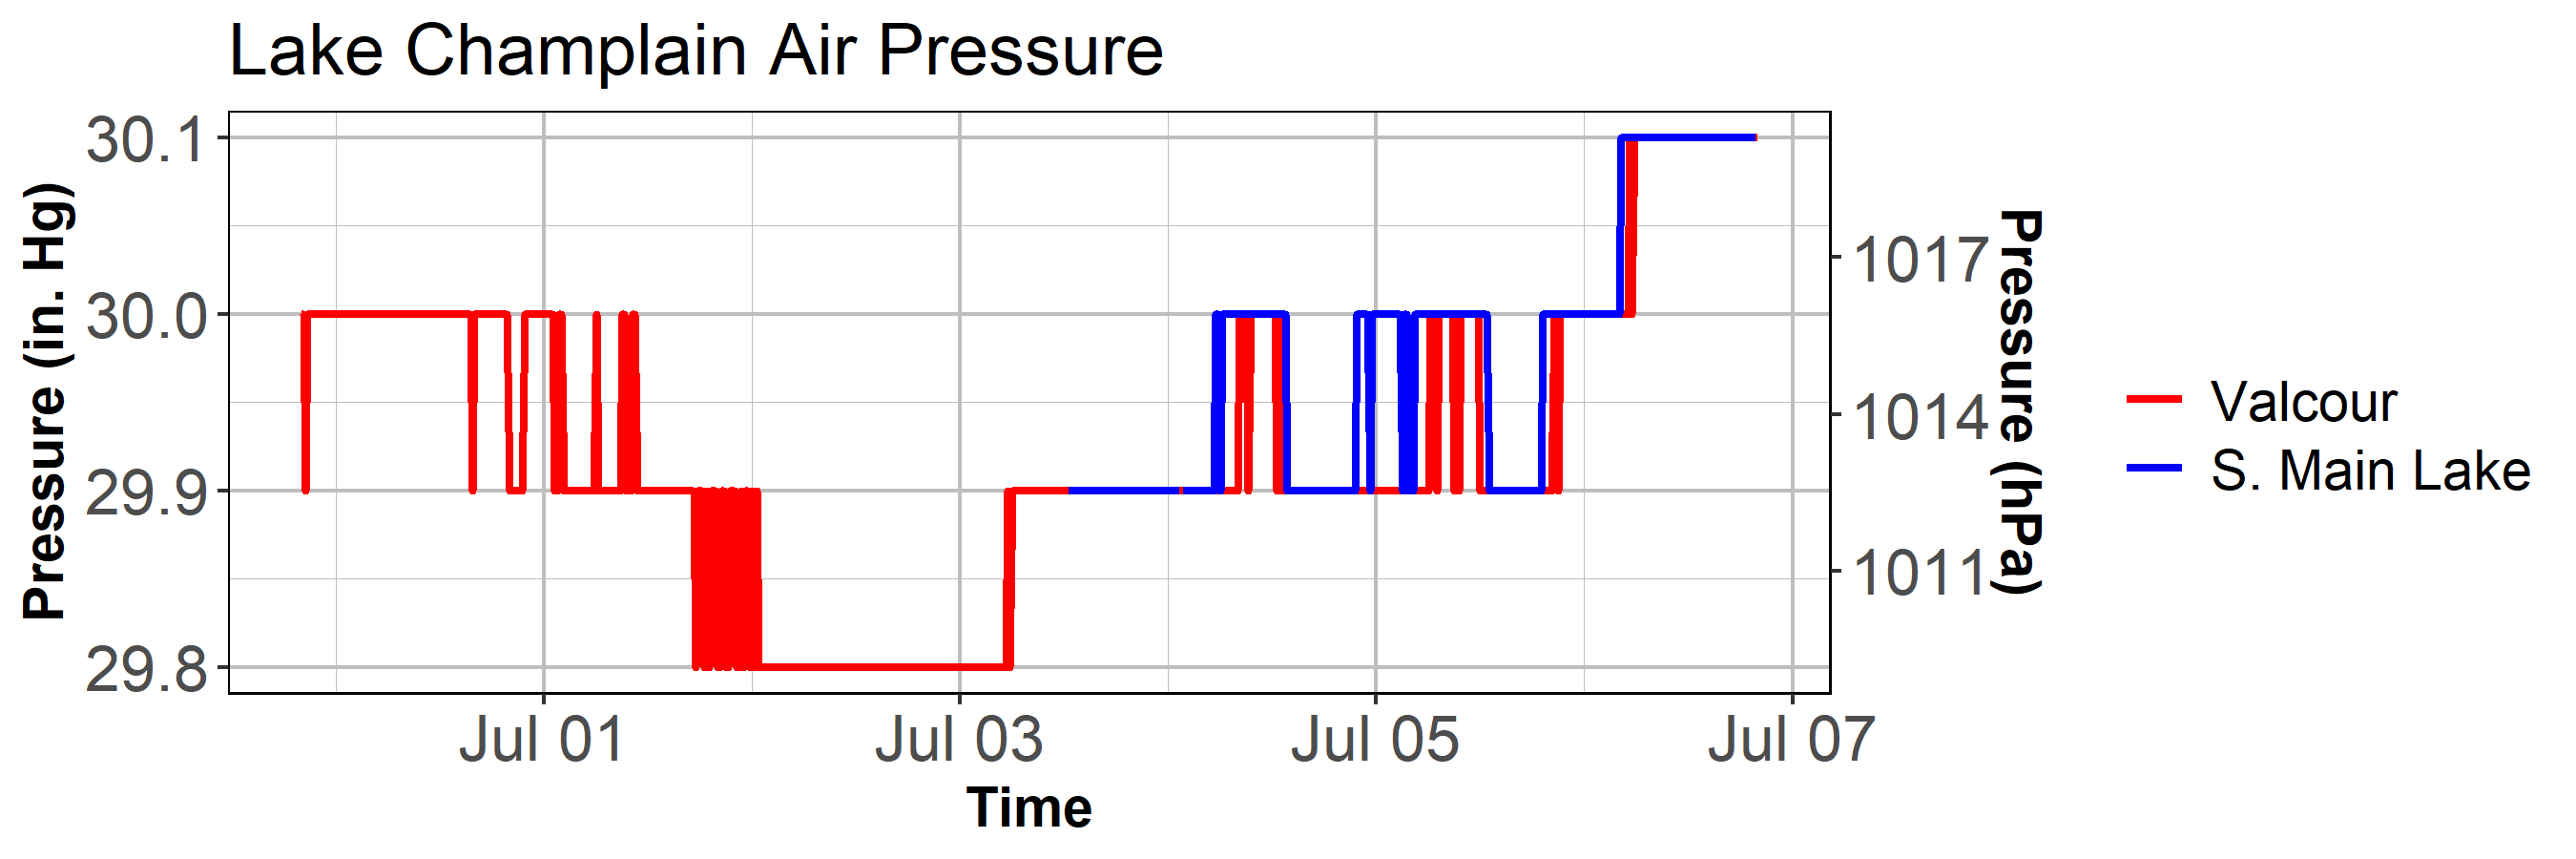 Lake Champlain Air Pressure
Pressure (in. Hg)
30.1
30.0
29.9
29.8
1017
1014
1011
Pressure (hPa)
Valcour
S. Main Lake
Jul 01 Jul 03 Jul 05 Jul 07
Time